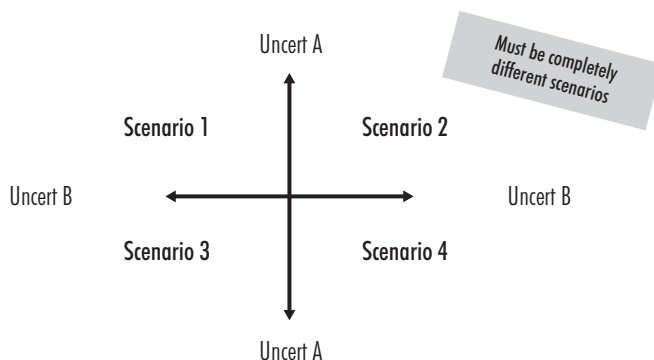 Uncert A
Must be completely
different scenarios
Scenario 1
Scenario 2
Uncert B
Uncert B
Scenario 3
Scenario 4
Uncert A